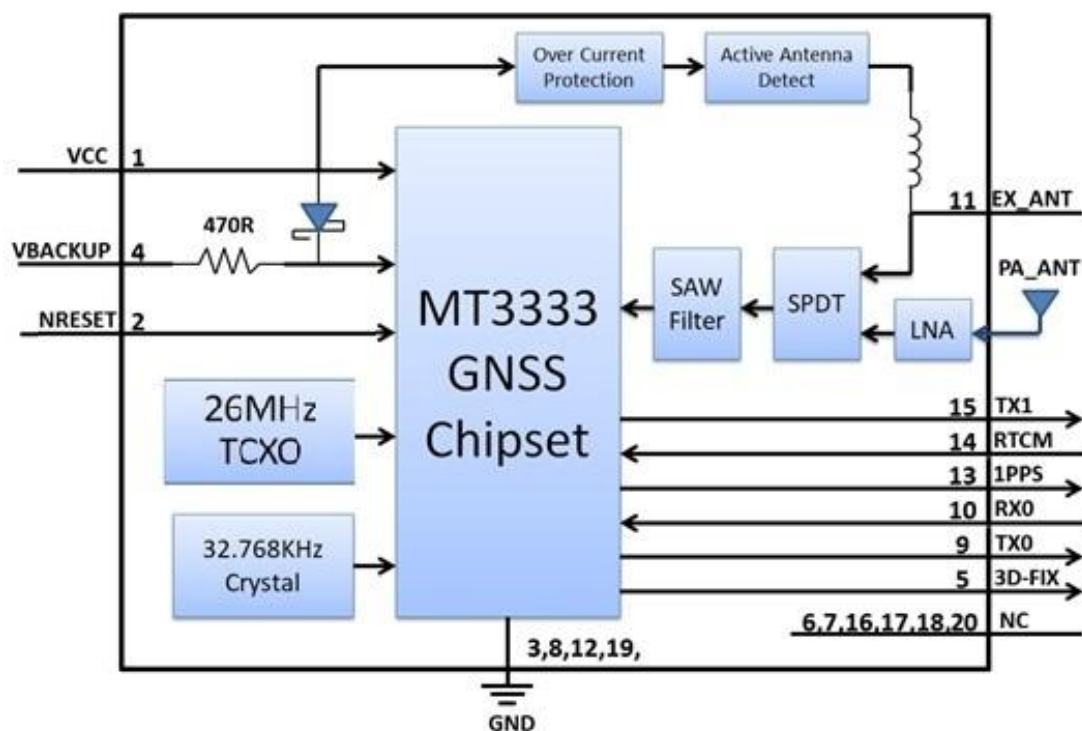 Over Current
Protection
Active Antenna
Detect
VCC 1
470R
VBACKUP 4
NRESET 2
11 EX_ANT
PA_ANT
MT3333
GNSS
Chipset
SAW
Filter
SPDT
LNA
26MHz
TCXO
32.768KHz
Crystal
15 TX1
14 RTCM
13 1PPS
10 RX0
9 TX0
5 3D-FIX
6,7,16,17,18,20 NC
3,8,12,19,
GND